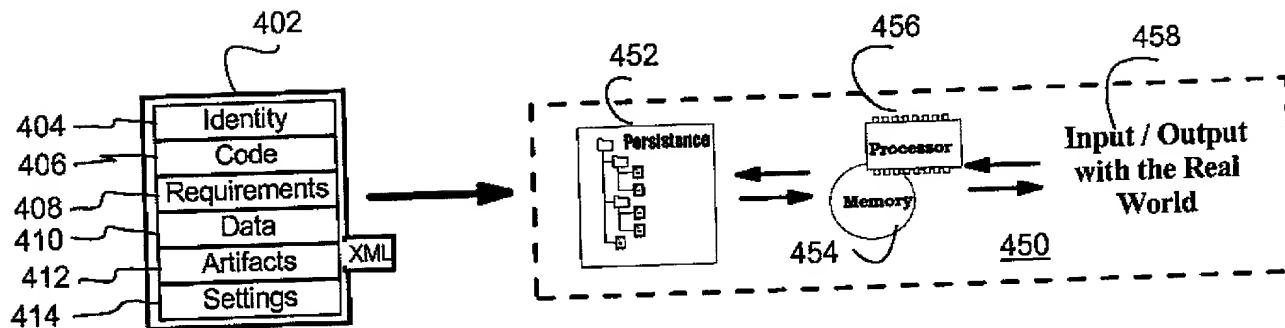 402
404 Identity
406 Code
408 Requirements
410 Data
412 Artifacts
414 Settings
XML
452
Persistance
456
Processor
Memory
454
458
Input / Output
with the Real
World
450